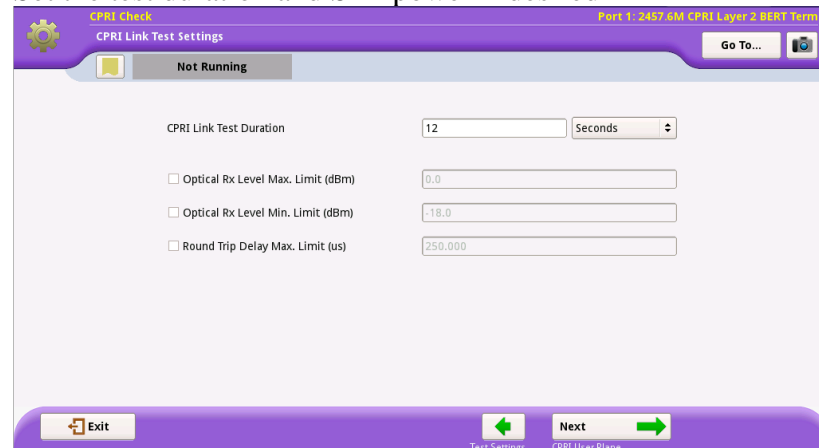 CPRI Check
Port 1: 2457.6M CPRI Layer 2 BERT Term
CPRI Link Test Settings
Go To...
Not Running
CPRI Link Test Duration
12
Seconds
Optical Rx Level Max. Limit (dBm)
0.0
Optical Rx Level Min. Limit (dBm)
-18.0
Round Trip Delay Max. Limit (us)
250.000
Exit
Next
Test Settings
CPRI User Plane